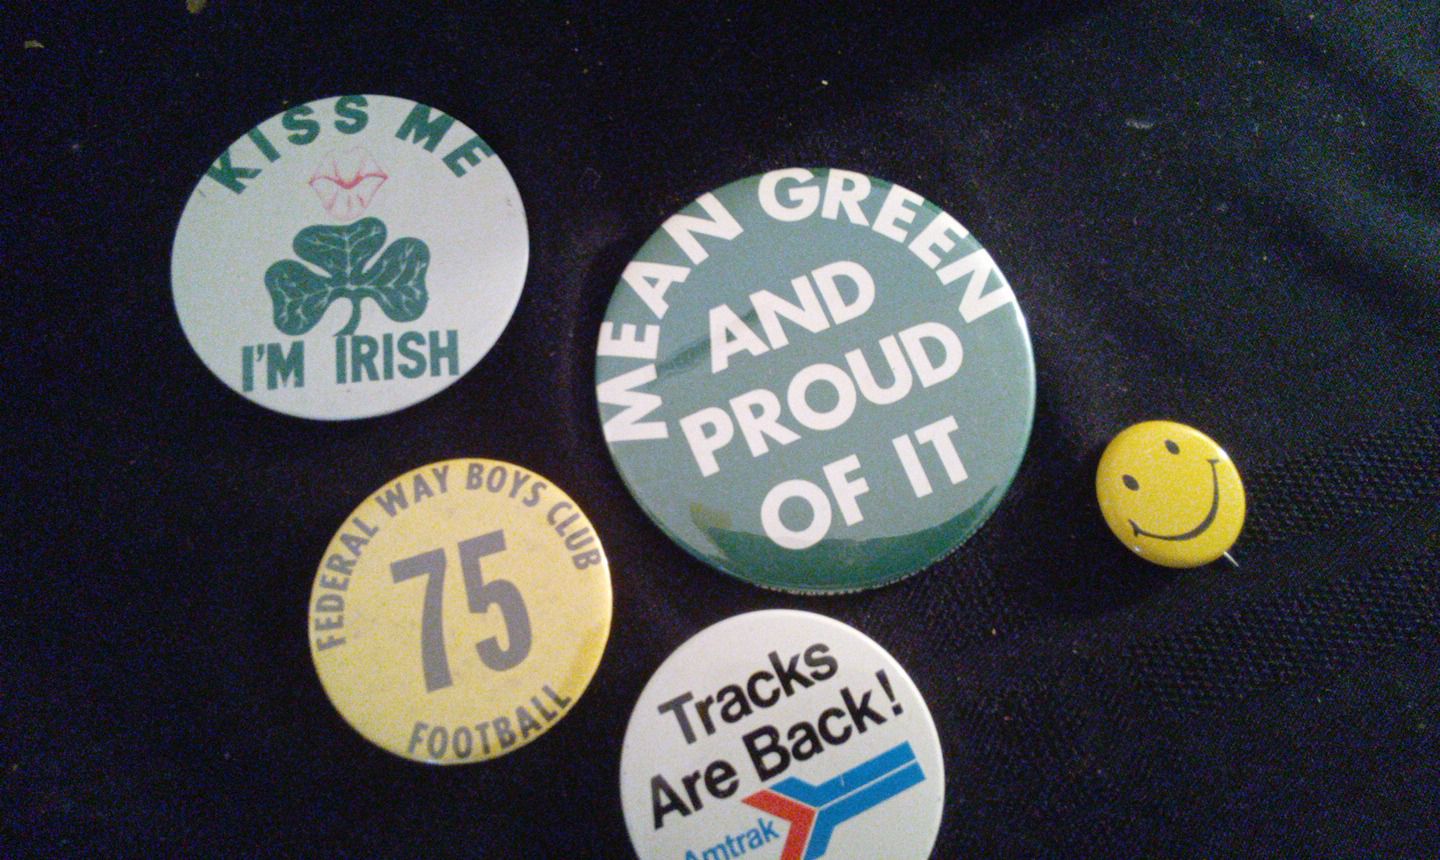 KISS ME
I'M IRISH
MEAN GREEN
AND
PROUD
OF IT
FEDERAL WAY BOYS CLUB
75
FOOTBALL
Tracks
Are Back!
Amtrak